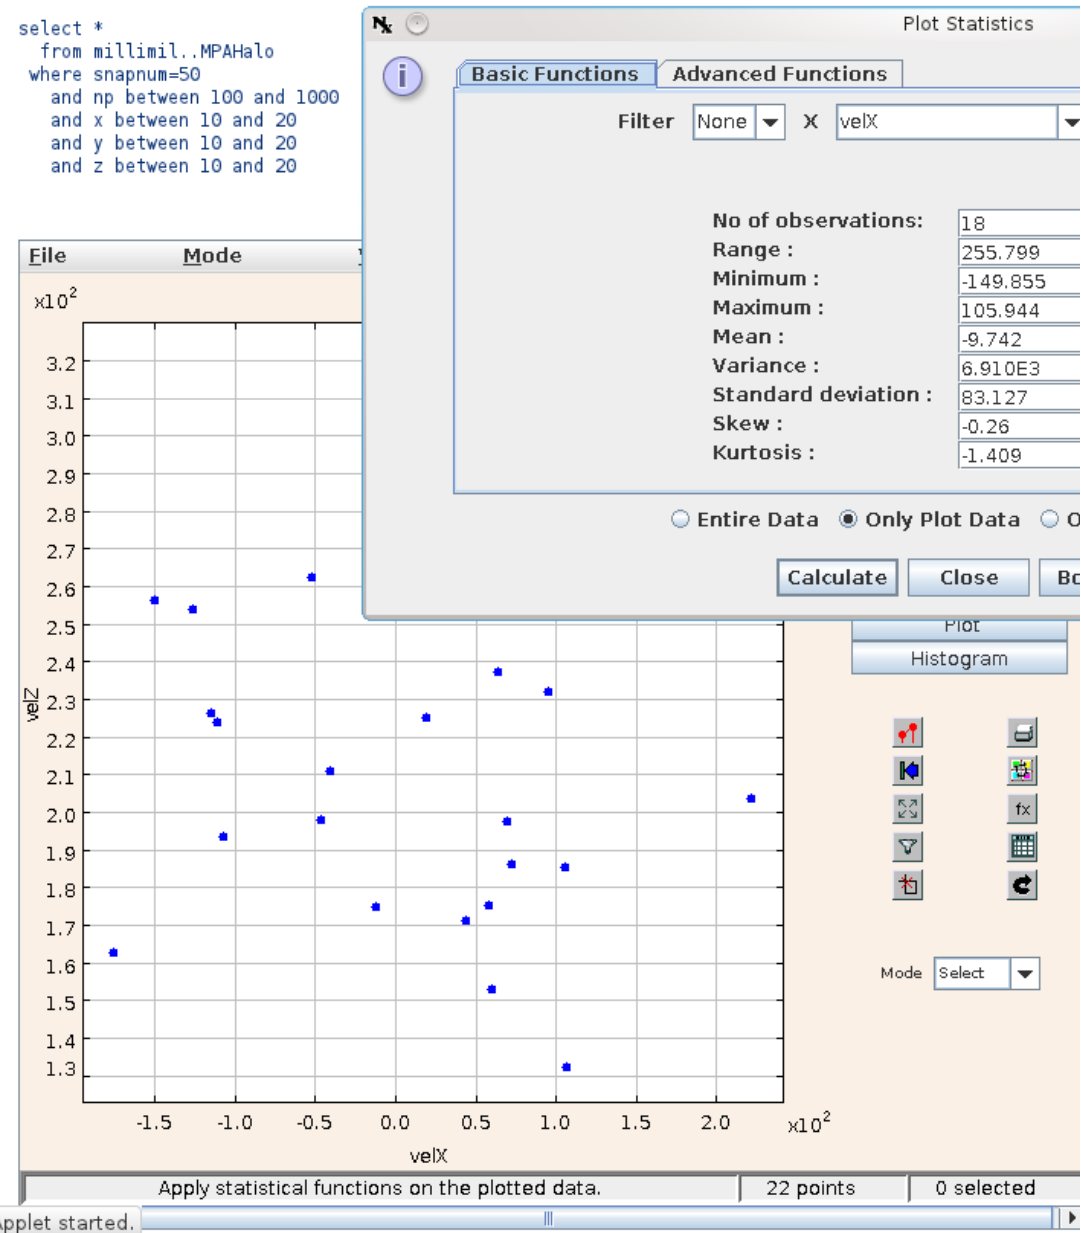 select *
from millimil..MPAHalo
where snapnum=50
and np between 100 and 1000
and x between 10 and 20
and y between 10 and 20
and z between 10 and 20
Plot Statistics
Basic Functions Advanced Functions
Filter None X velX
No of observations: 18
Range : 255.799
Minimum : -149.855
Maximum : 105.944
Mean : -9.742
Variance : 6.910E3
Standard deviation : 83.127
Skew : -0.26
Kurtosis : -1.409
Entire Data Only Plot Data O
Calculate Close Bo
File Mode
x10²
3.2
3.1
3.0
2.9
2.8
2.7
2.6
2.5
2.4
2.3
2.2
2.1
2.0
1.9
1.8
1.7
1.6
1.5
1.4
1.3
velZ
-1.5 -1.0 -0.5 0.0 0.5 1.0 1.5 2.0 x10²
velX
Plot
Histogram
fx
Mode Select
Apply statistical functions on the plotted data. 22 points 0 selected
Applet started.